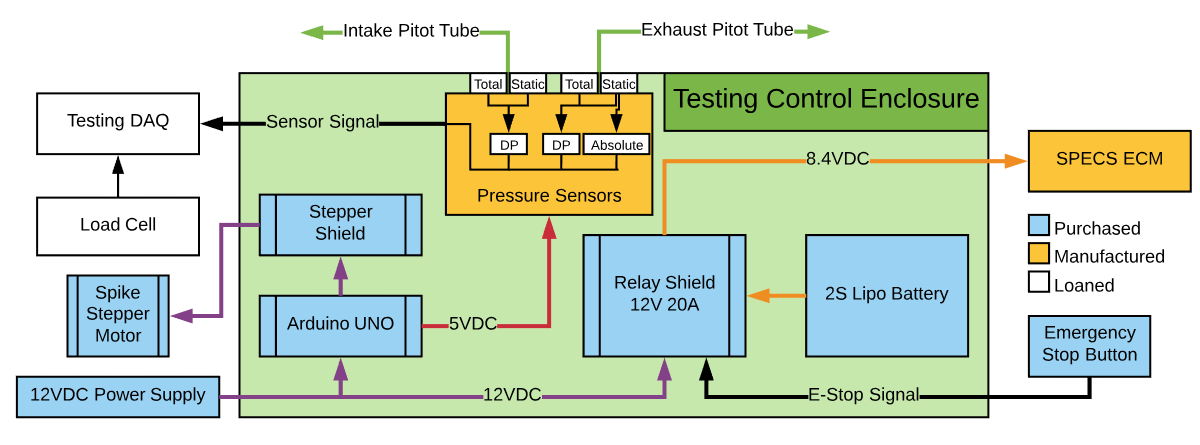 Intake Pitot Tube
Exhaust Pitot Tube
Total
Static
Total
Static
Testing Control Enclosure
Testing DAQ
Sensor Signal
DP
DP
Absolute
Pressure Sensors
8.4VDC
SPECS ECM
Load Cell
Stepper
Shield
Purchased
Manufactured
Loaned
Spike
Stepper
Motor
Arduino UNO
5VDC
Relay Shield
12V 20A
2S Lipo Battery
Emergency
Stop Button
12VDC Power Supply
12VDC
E-Stop Signal